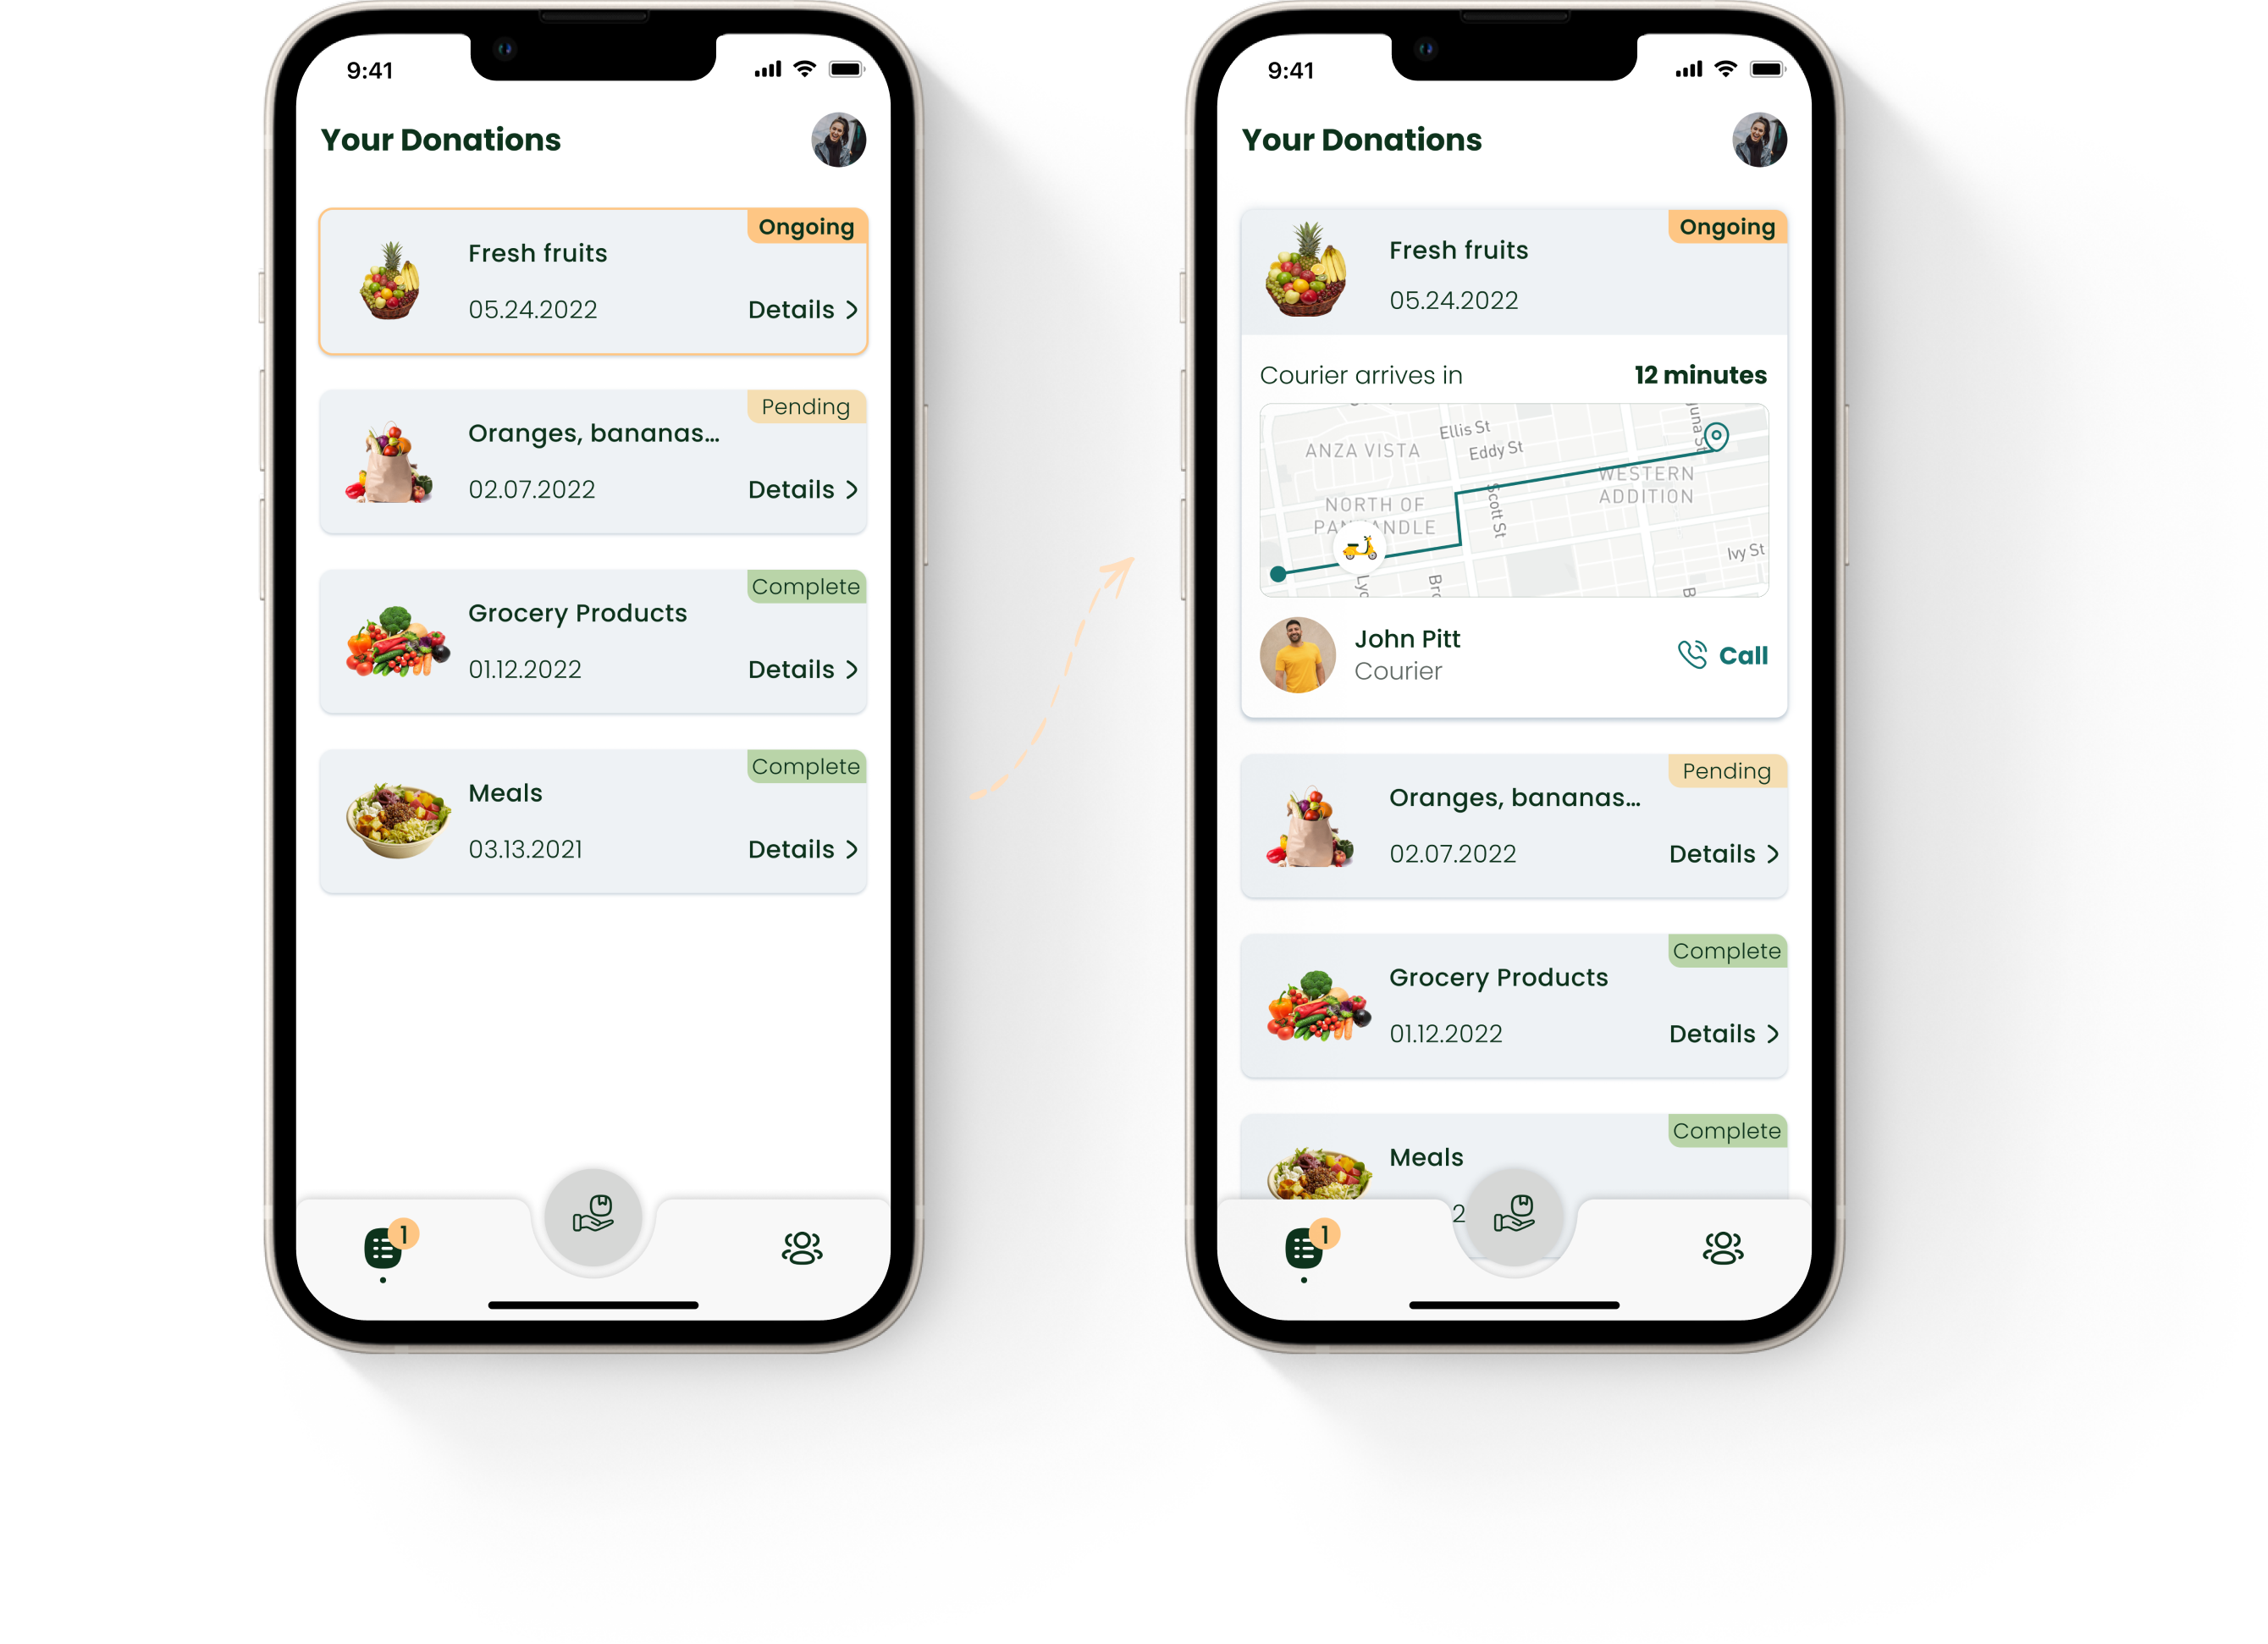 9:41
Your Donations
Ongoing
Fresh fruits
05.24.2022
Details
Pending
Oranges, bananas...
02.07.2022
Details
Complete
Grocery Products
01.12.2022
Details
Complete
Meals
03.13.2021
Details
1
9:41
Your Donations
Ongoing
Fresh fruits
05.24.2022
Courier arrives in 12 minutes
Ellis St
ANZA VISTA
Eddy St
WESTERN
ADDITION
NORTH OF
Scott St
Ivy St
John Pitt
Courier
Call
Pending
Oranges, bananas...
02.07.2022
Details
Complete
Grocery Products
01.12.2022
Details
Complete
Meals
2
1